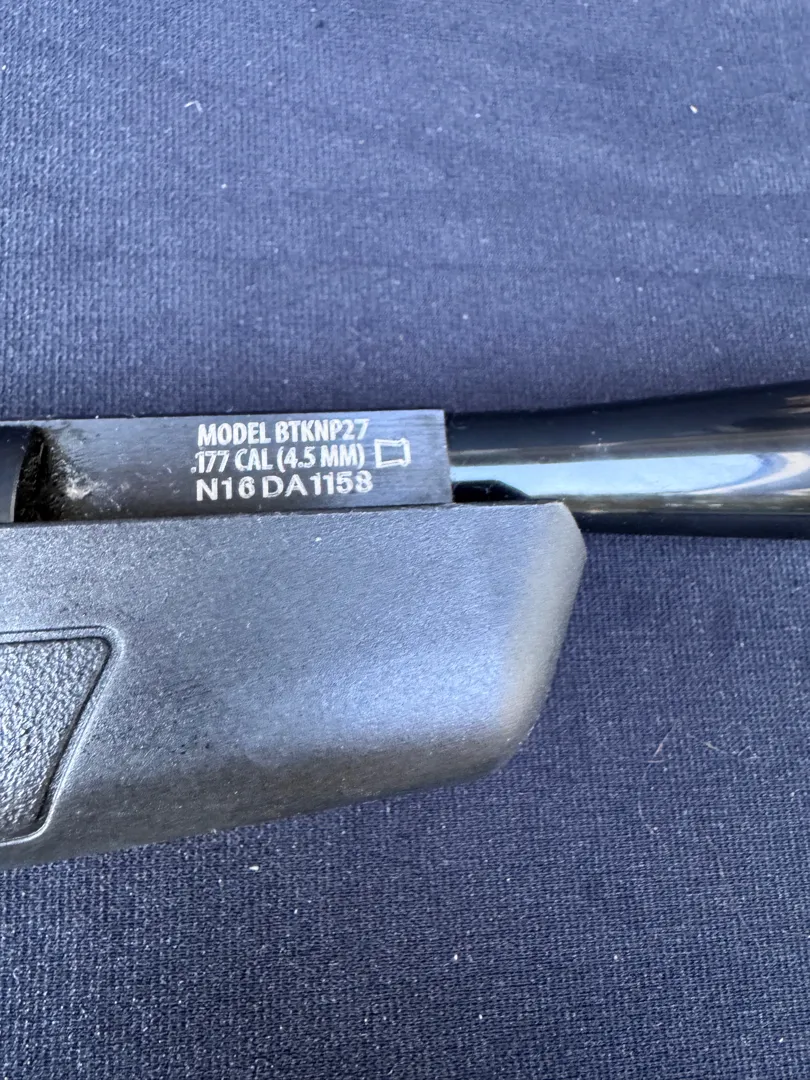 MODEL BTKNP27
.177 CAL (4.5 MM)
N16DA1158